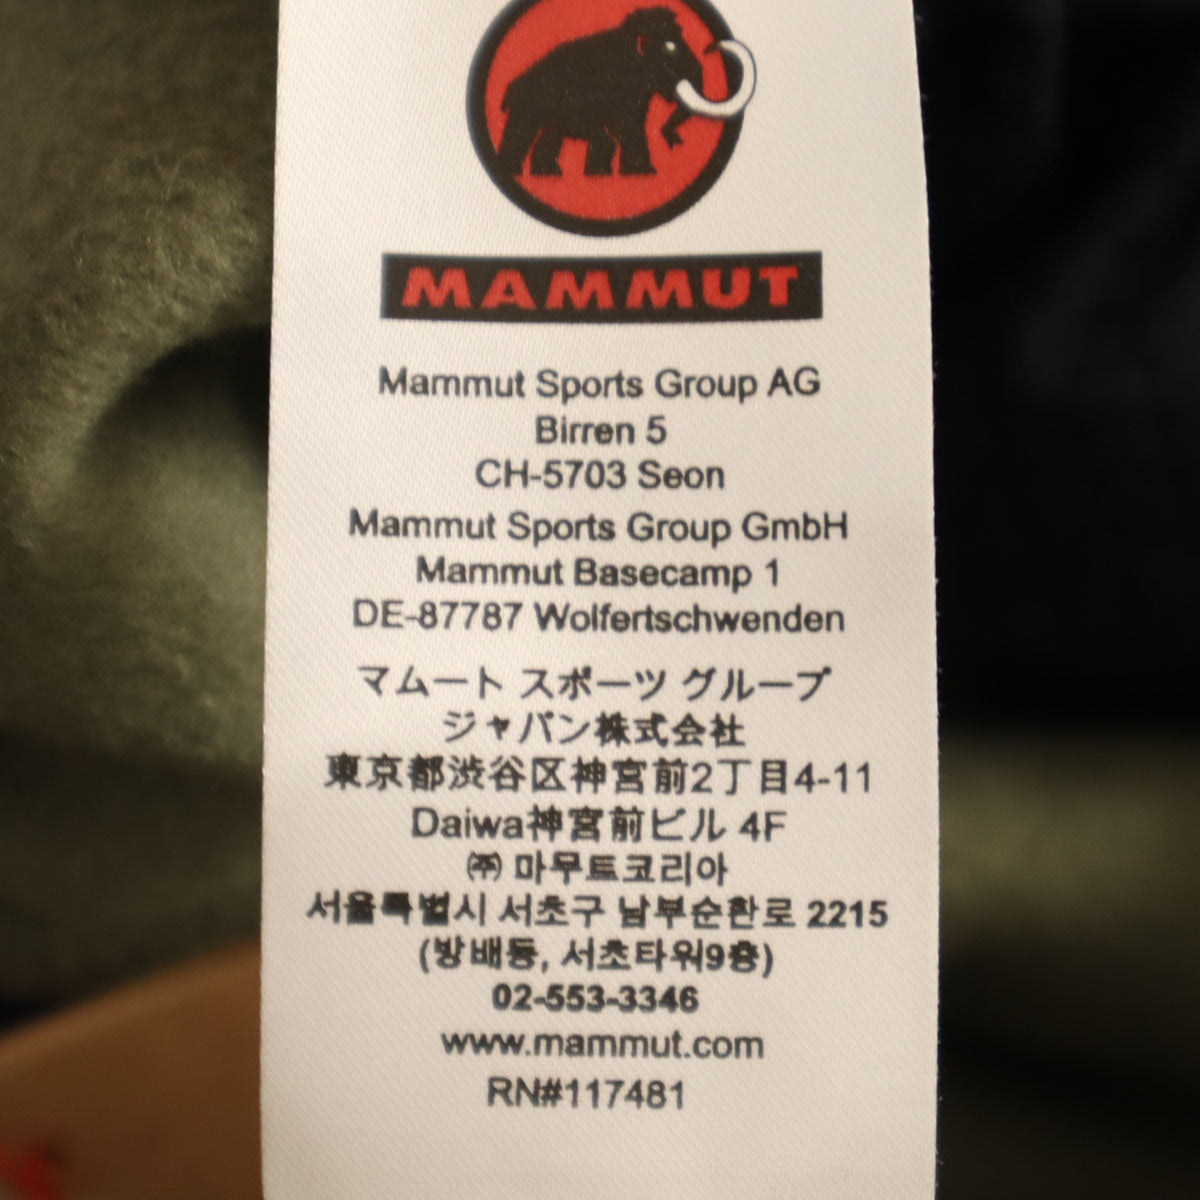 MAMMUT
Mammut Sports Group AG
Birren 5
CH-5703 Seon
Mammut Sports Group GmbH
Mammut Basecamp 1
DE-87787 Wolfertschwenden
マムート スポーツ グループ
ジャパン株式会社
東京都渋谷区神宮前2丁目4-11
Daiwa神宮前ビル 4F
㈜ 마무트코리아
서울특별시 서초구 남부순환로 2215
(방배동, 서초타워9층)
02-553-3346
www.mammut.com
RN#117481